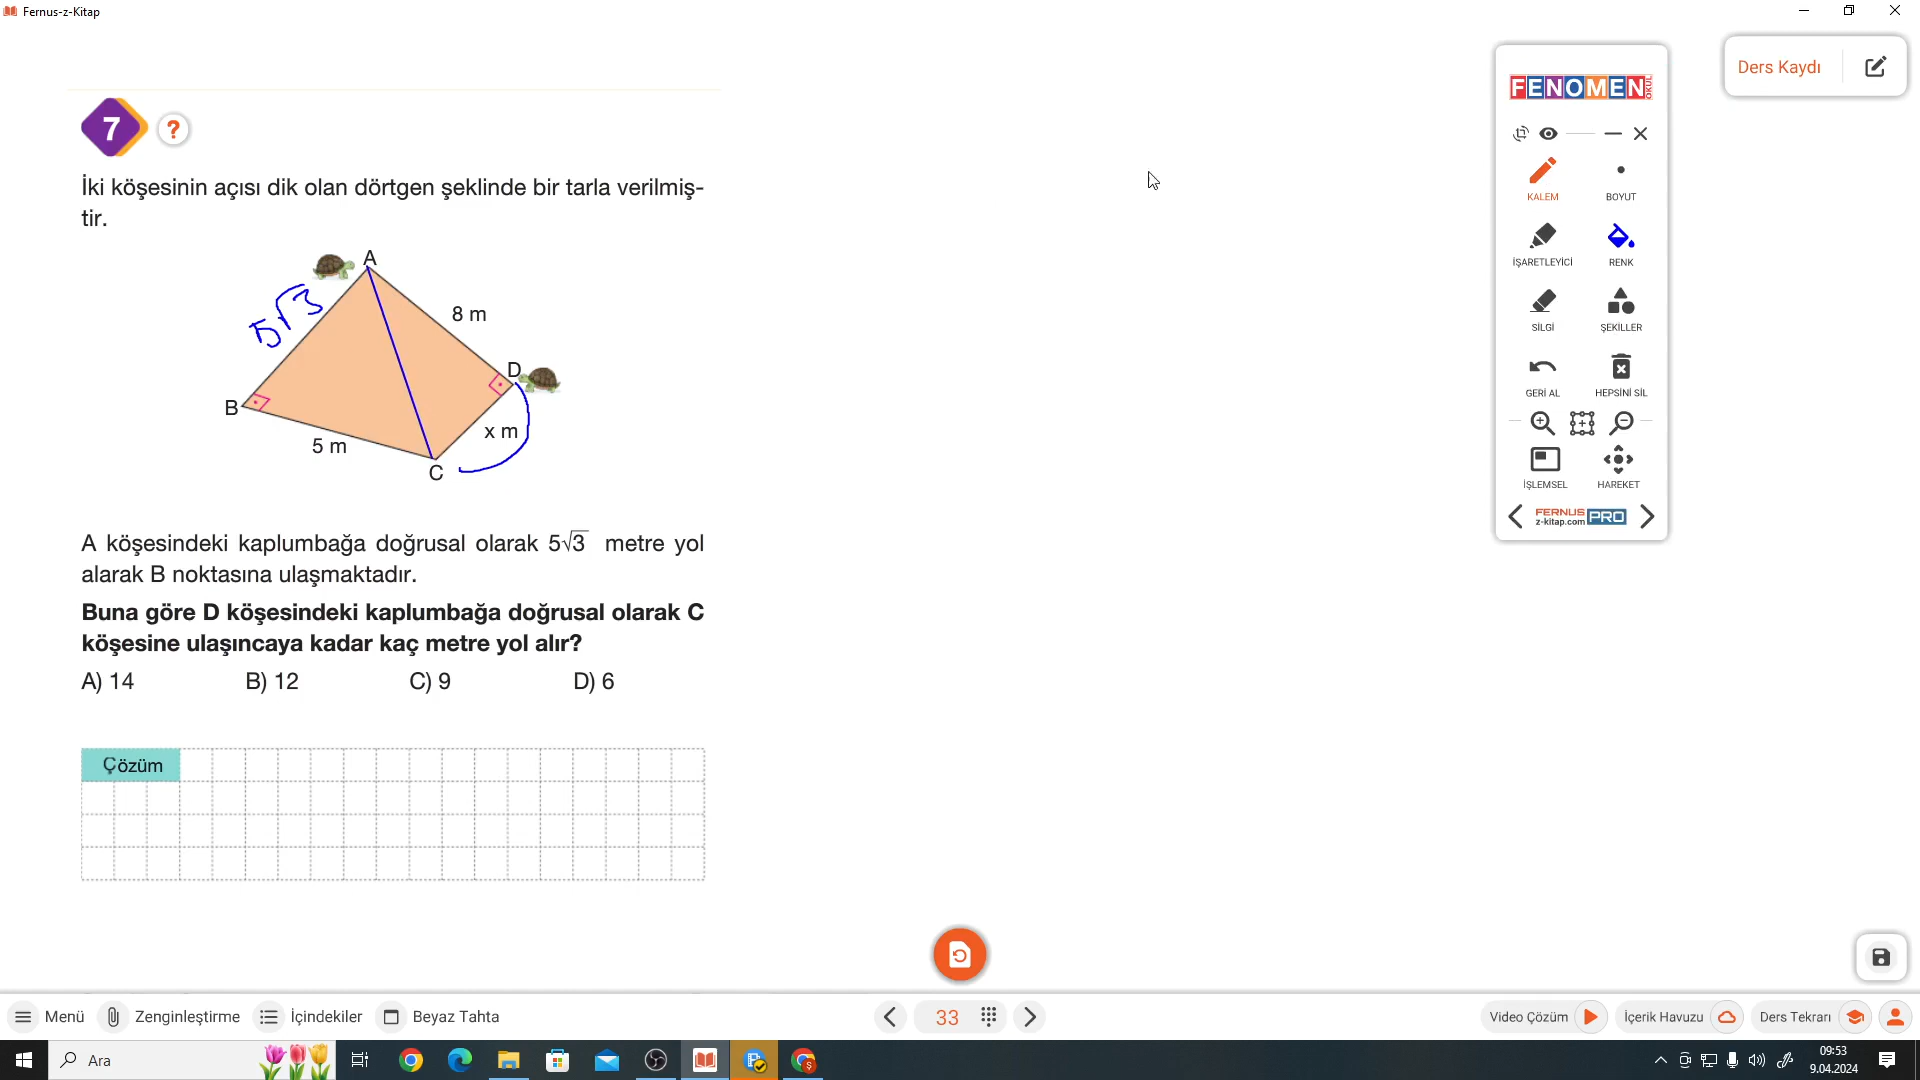 Fernus-z-Kitap
Ders Kaydı
FENOMEN OKUL
7
?
İki köşesinin açısı dik olan dörtgen şeklinde bir tarla verilmiş-
tir.
A
5√3
8 m
D
B
x m
5 m
C
A köşesindeki kaplumbağa doğrusal olarak 5√3 metre yol
alarak B noktasına ulaşmaktadır.
Buna göre D köşesindeki kaplumbağa doğrusal olarak C
köşesine ulaşıncaya kadar kaç metre yol alır?
A) 14 B) 12 C) 9 D) 6
Çözüm
KALEM BOYUT
İŞARETLEYİCİ RENK
SİLGİ ŞEKİLLER
GERİ AL HEPSİNİ SİL
İŞLEMSEL HAREKET
FERNUS PRO
z-kitap.com
Menü Zenginleştirme İçindekiler Beyaz Tahta 33 Video Çözüm İçerik Havuzu Ders Tekrarı
Ara
09:53
9.04.2024